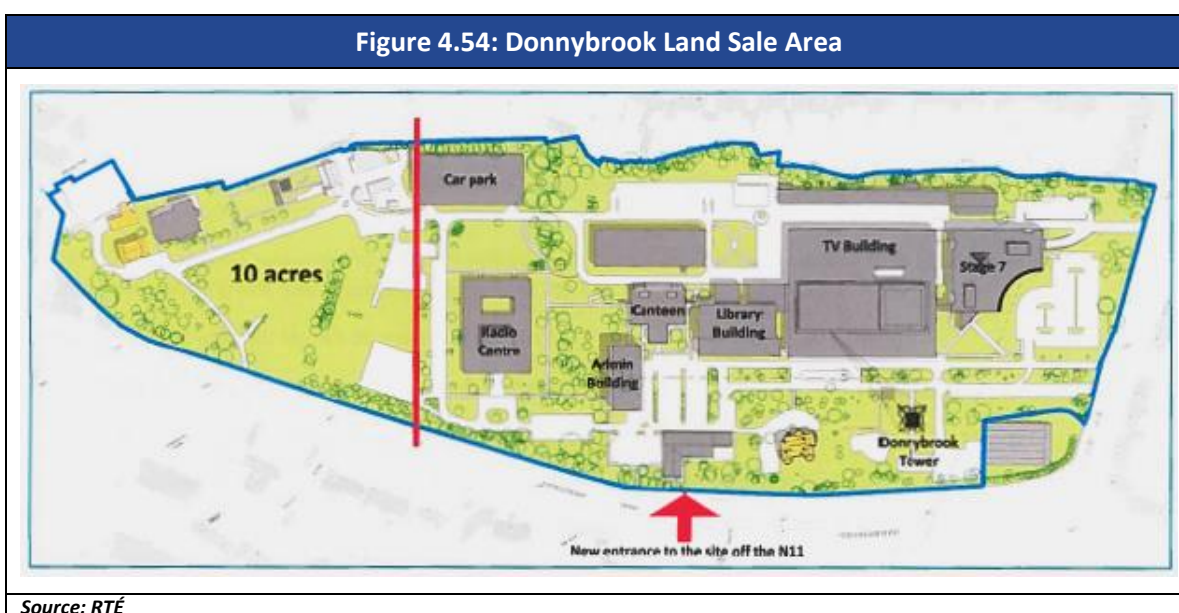 Figure 4.54: Donnybrook Land Sale Area
Car park
10 acres
TV Building
Stage 7
Canteen
Library
Building
Radio
Centre
Admin
Building
Donnybrook
Tower
New entrance to the site off the N11
Source: RTÉ